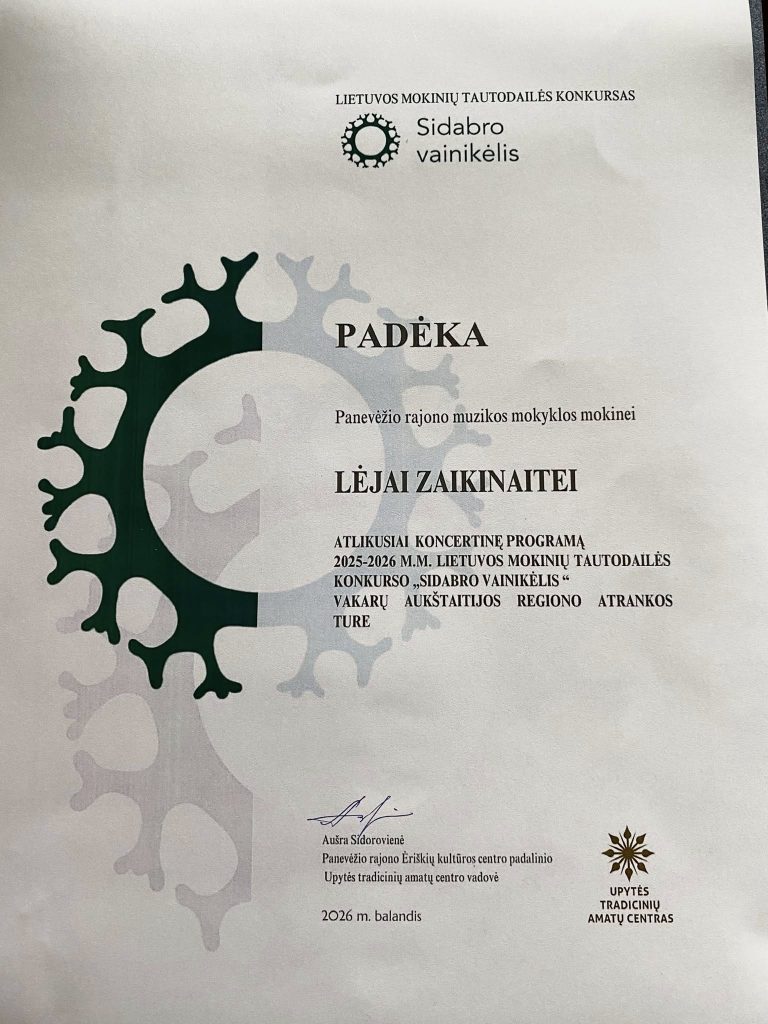 LIETUVOS MOKINIŲ TAUTODAILĖS KONKURSAS
Sidabro
vainikėlis
PADĖKA
Panevėžio rajono muzikos mokyklos mokinei
LĖJAI ZAIKINAITEI
ATLIKUSIAI KONCERTINĘ PROGRAMĄ
2025-2026 M.M. LIETUVOS MOKINIŲ TAUTODAILĖS
KONKURSO „SIDABRO VAINIKĖLIS “
VAKARŲ AUKŠTAITIJOS REGIONO ATRANKOS
TURE
Aušra Sidorovienė
Panevėžio rajono Ėriškių kultūros centro padalinio
Upytės tradicinių amatų centro vadovė
2026 m. balandis
UPYTĖS
TRADICINIŲ
AMATŲ CENTRAS